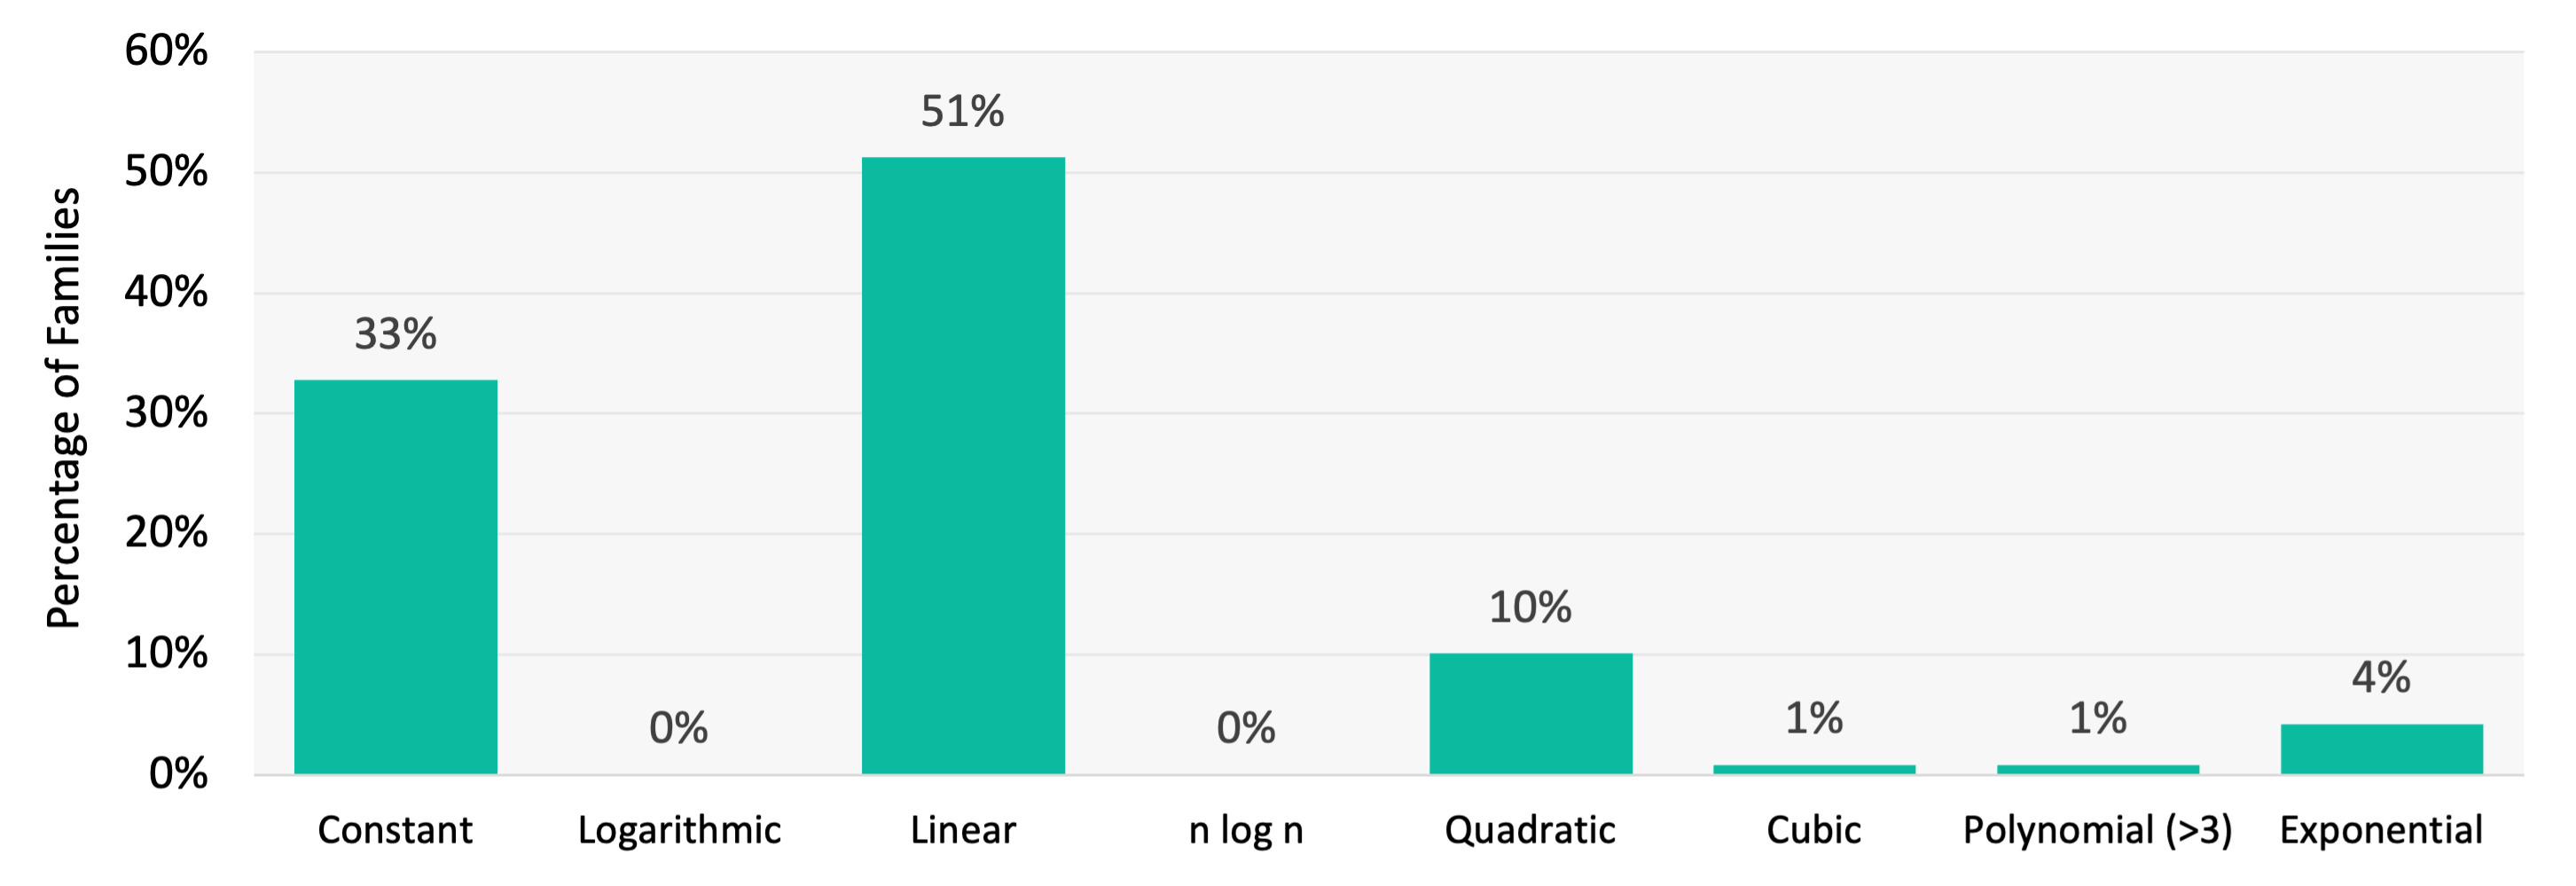 Percentage of Families
60%
50%
40%
30%
20%
10%
0%
33%
0%
51%
0%
10%
1%
1%
4%
Constant
Logarithmic
Linear
n log n
Quadratic
Cubic
Polynomial (>3)
Exponential